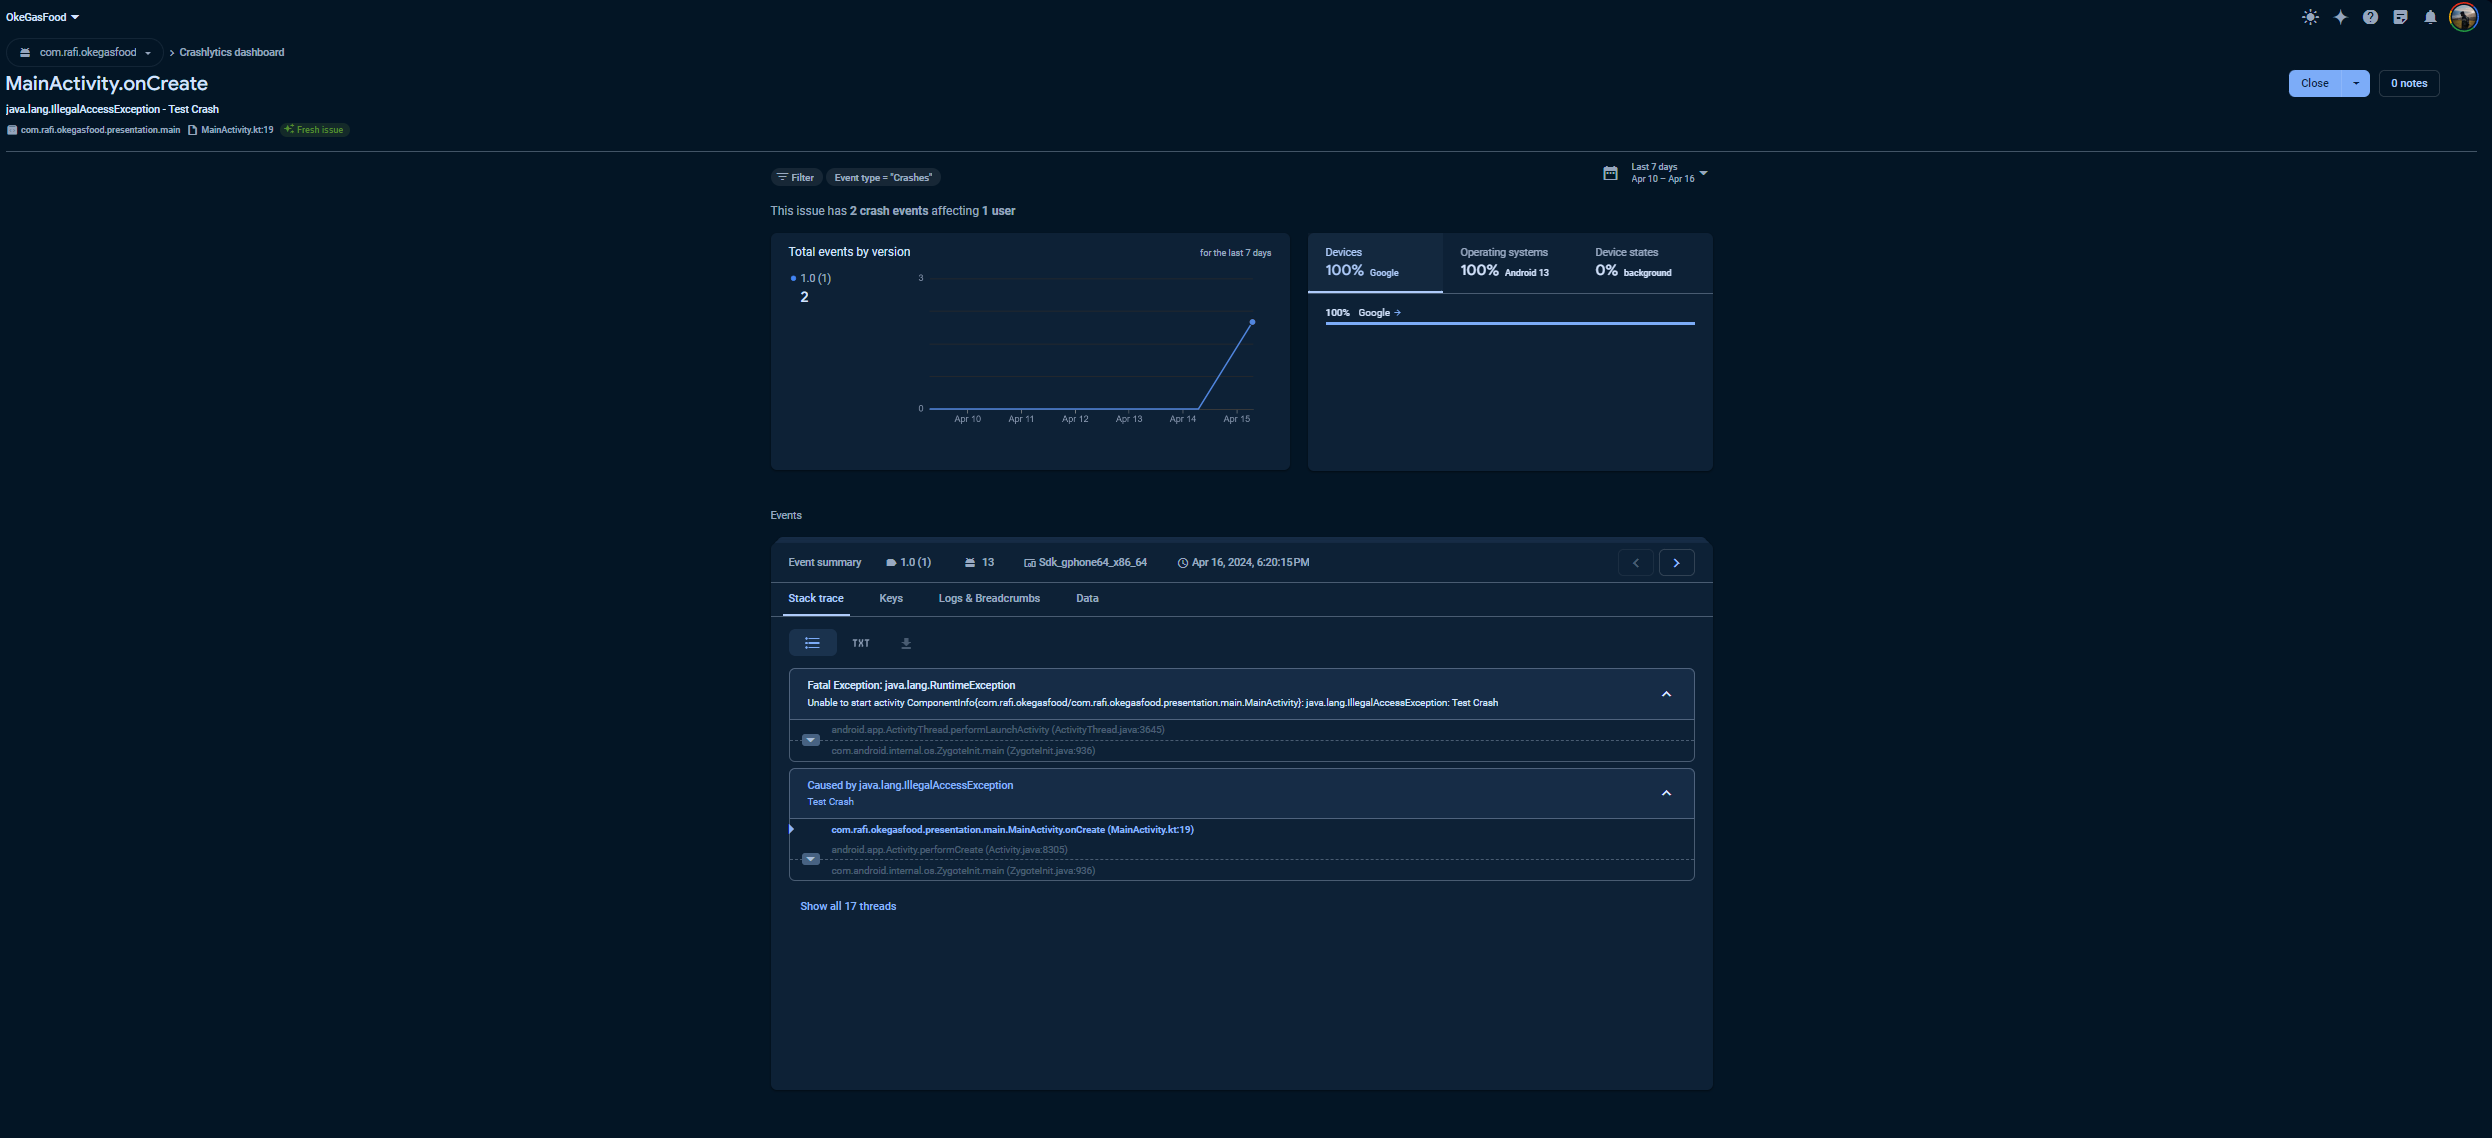 OkeGasFood
com.rafi.okegasfood
Crashlytics dashboard
MainActivity.onCreate
java.lang.IllegalAccessException - Test Crash
com.rafi.okegasfood.presentation.main MainActivity.kt:19 Fresh issue
Close
0 notes
Filter
Event type = "Crashes"
Last 7 days
Apr 10 – Apr 16
This issue has 2 crash events affecting 1 user
Total events by version
for the last 7 days
1.0 (1)
2
3
0
Apr 10 Apr 11 Apr 12 Apr 13 Apr 14 Apr 15
Devices
100% Google
Operating systems
100% Android 13
Device states
0% background
100% Google
Events
Event summary 1.0 (1) 13 Sdk_gphone64_x86_64 Apr 16, 2024, 6:20:15 PM
Stack trace Keys Logs & Breadcrumbs Data
TXT
Fatal Exception: java.lang.RuntimeException
Unable to start activity ComponentInfo{com.rafi.okegasfood/com.rafi.okegasfood.presentation.main.MainActivity}: java.lang.IllegalAccessException: Test Crash
android.app.ActivityThread.performLaunchActivity (ActivityThread.java:3645)
com.android.internal.os.ZygoteInit.main (ZygoteInit.java:936)
Caused by java.lang.IllegalAccessException
Test Crash
com.rafi.okegasfood.presentation.main.MainActivity.onCreate (MainActivity.kt:19)
android.app.Activity.performCreate (Activity.java:8305)
com.android.internal.os.ZygoteInit.main (ZygoteInit.java:936)
Show all 17 threads